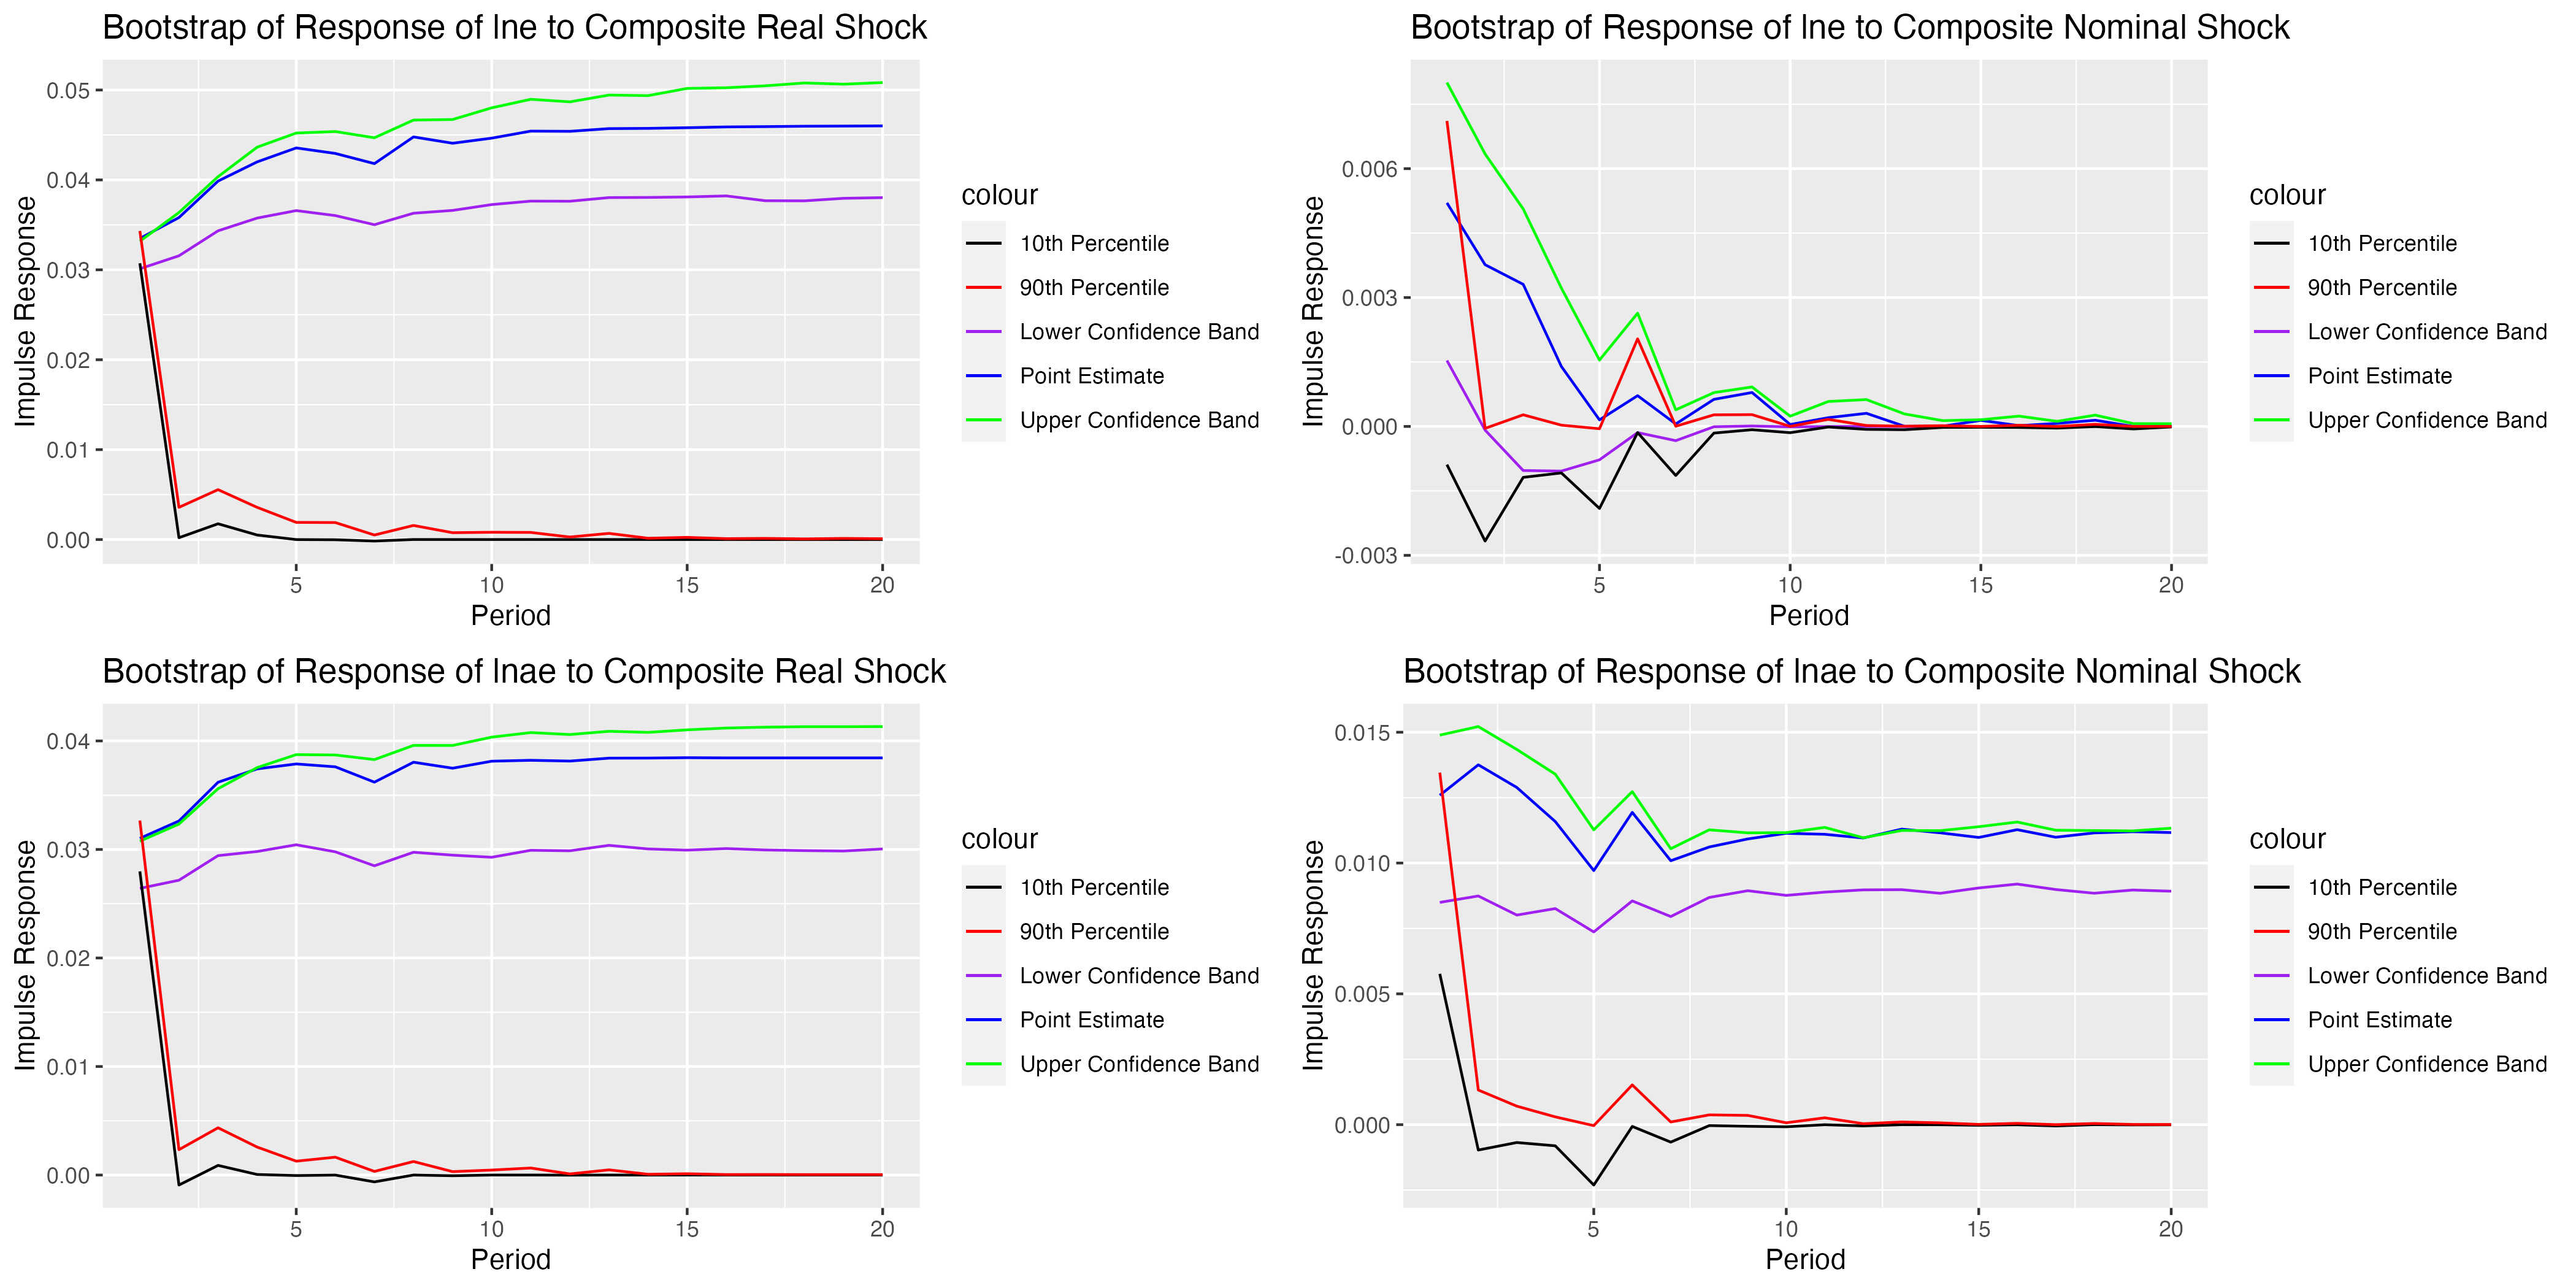 Bootstrap of Response of lne to Composite Real Shock
0.05
0.04
0.03
0.02
0.01
0.00
Impulse Response
5
10
15
20
Period
colour
10th Percentile
90th Percentile
Lower Confidence Band
Point Estimate
Upper Confidence Band
Bootstrap of Response of lne to Composite Nominal Shock
0.006
0.003
0.000
-0.003
Impulse Response
5
10
15
20
Period
colour
10th Percentile
90th Percentile
Lower Confidence Band
Point Estimate
Upper Confidence Band
Bootstrap of Response of lnae to Composite Real Shock
0.04
0.03
0.02
0.01
0.00
Impulse Response
5
10
15
20
Period
colour
10th Percentile
90th Percentile
Lower Confidence Band
Point Estimate
Upper Confidence Band
Bootstrap of Response of lnae to Composite Nominal Shock
0.015
0.010
0.005
0.000
Impulse Response
5
10
15
20
Period
colour
10th Percentile
90th Percentile
Lower Confidence Band
Point Estimate
Upper Confidence Band